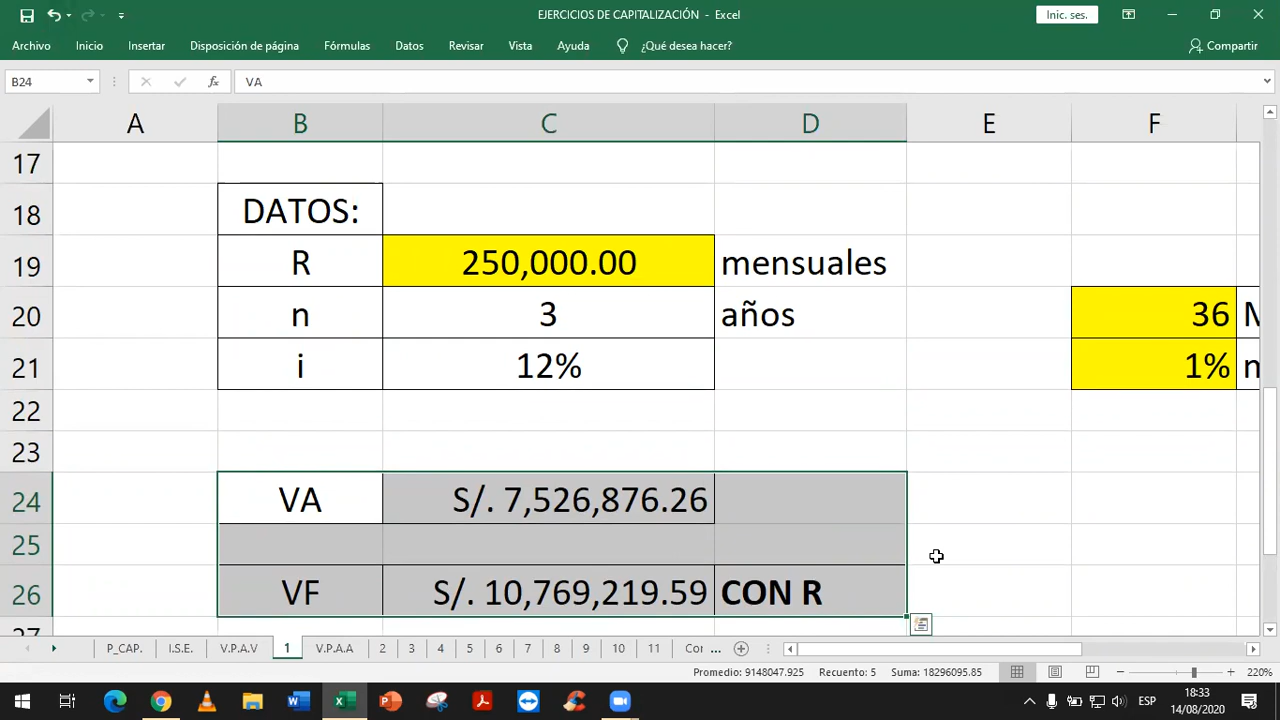 EJERCICIOS DE CAPITALIZACIÓN - Excel
Inic. ses.
Archivo Inicio Insertar Disposición de página Fórmulas Datos Revisar Vista Ayuda ¿Qué desea hacer? Compartir
B24 fx VA
A B C D E F
17
18 DATOS:
19 R 250,000.00 mensuales
20 n 3 años 36
21 i 12% 1%
22
23
24 VA S/. 7,526,876.26
25
26 VF S/. 10,769,219.59 CON R
27
P_CAP. I.S.E. V.P.A.V 1 V.P.A.A 2 3 4 5 6 7 8 9 10 11 Cor ...
Promedio: 9148047.925 Recuento: 5 Suma: 18296095.85 220%
ESP 18:33
14/08/2020